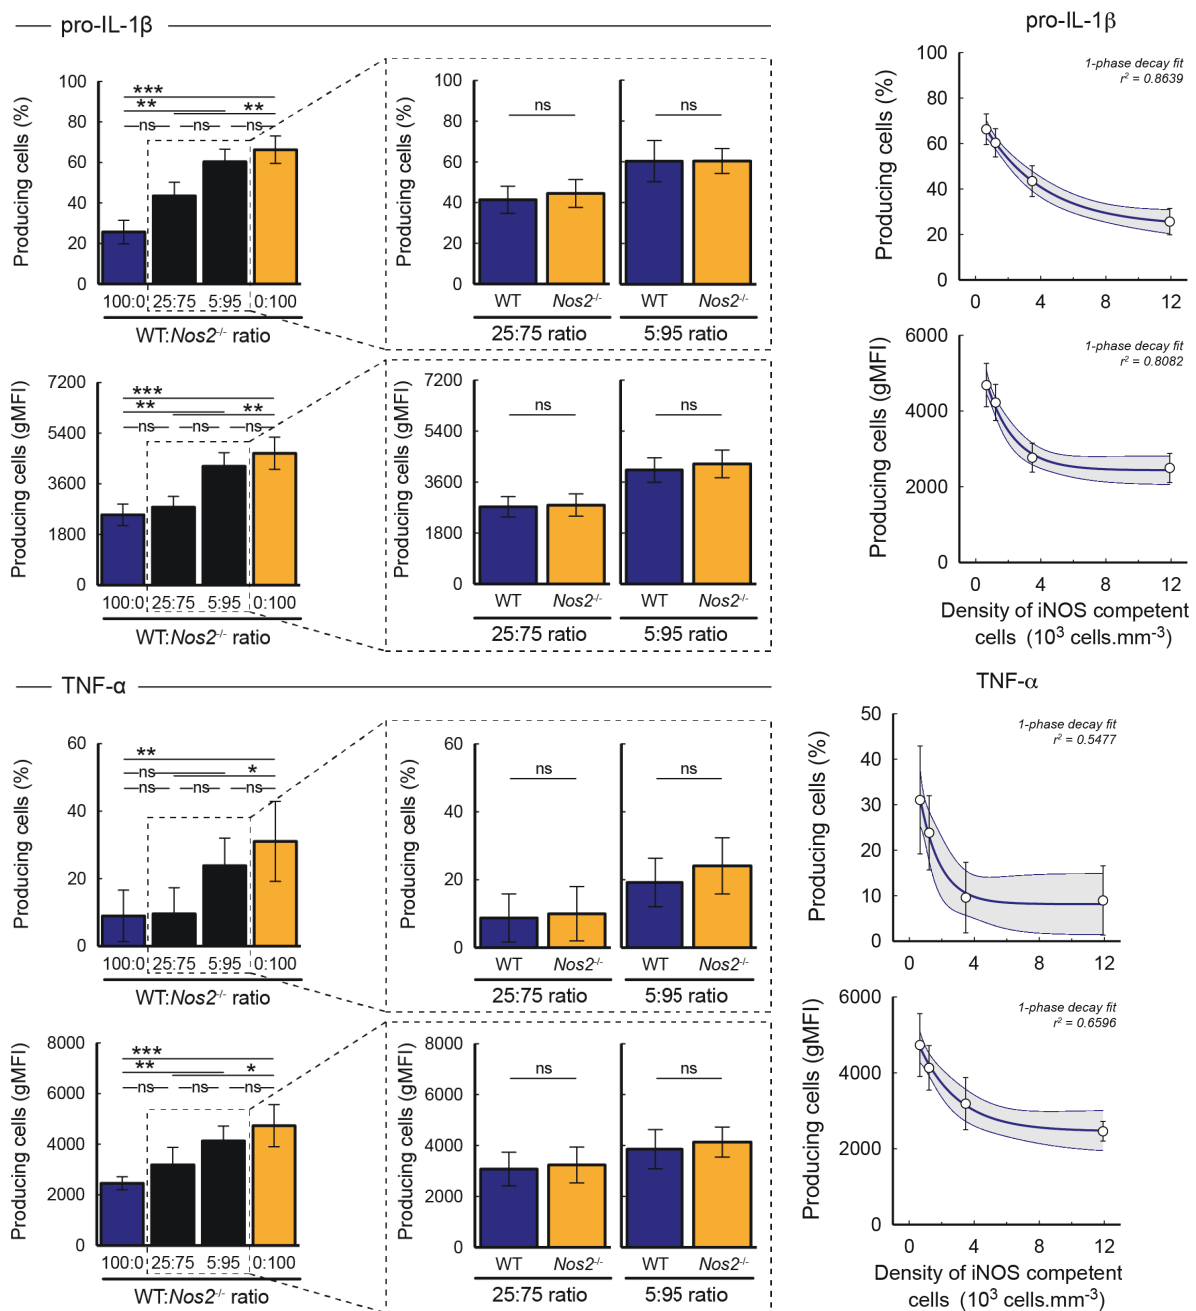 pro-IL-1β
Producing cells (%)
100
80
60
40
20
0
***
**
**
ns
ns
ns
100:0
25:75
5:95
0:100
WT:Nos2-/- ratio
Producing cells (%)
100
80
60
40
20
0
ns
ns
WT
Nos2-/-
WT
Nos2-/-
25:75 ratio
5:95 ratio
pro-IL-1β
Producing cells (%)
100
80
60
40
20
0
1-phase decay fit
r2 = 0.8639
0
4
8
12
Producing cells (gMFI)
7200
5400
3600
1800
0
***
**
**
ns
ns
ns
100:0
25:75
5:95
0:100
WT:Nos2-/- ratio
Producing cells (gMFI)
7200
5400
3600
1800
0
ns
ns
WT
Nos2-/-
WT
Nos2-/-
25:75 ratio
5:95 ratio
Producing cells (gMFI)
6000
4000
2000
0
1-phase decay fit
r2 = 0.8082
0
4
8
12
Density of iNOS competent
cells (103 cells.mm-3)
TNF-α
Producing cells (%)
60
40
20
0
**
ns
*
ns
ns
ns
100:0
25:75
5:95
0:100
WT:Nos2-/- ratio
Producing cells (%)
60
40
20
0
ns
ns
WT
Nos2-/-
WT
Nos2-/-
25:75 ratio
5:95 ratio
TNF-α
Producing cells (%)
50
40
30
20
10
0
1-phase decay fit
r2 = 0.5477
0
4
8
12
Producing cells (gMFI)
8000
6000
4000
2000
0
***
**
*
ns
ns
ns
100:0
25:75
5:95
0:100
WT:Nos2-/- ratio
Producing cells (gMFI)
8000
6000
4000
2000
0
ns
ns
WT
Nos2-/-
WT
Nos2-/-
25:75 ratio
5:95 ratio
Producing cells (gMFI)
6000
4000
2000
0
1-phase decay fit
r2 = 0.6596
0
4
8
12
Density of iNOS competent
cells (103 cells.mm-3)